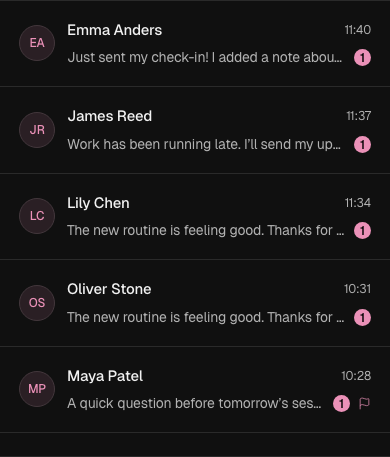 EA
Emma Anders
11:40
Just sent my check-in! I added a note abou...
1
JR
James Reed
11:37
Work has been running late. I’ll send my up...
1
LC
Lily Chen
11:34
The new routine is feeling good. Thanks for ...
1
OS
Oliver Stone
10:31
The new routine is feeling good. Thanks for ...
1
MP
Maya Patel
10:28
A quick question before tomorrow’s ses...
1